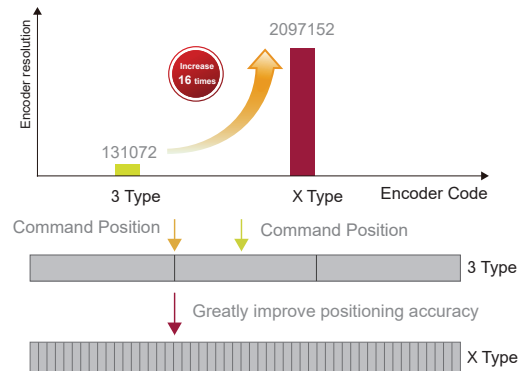 Encoder resolution
2097152
Increase
16 times
131072
3 Type
X Type
Encoder Code
Command Position
Command Position
3 Type
Greatly improve positioning accuracy
X Type